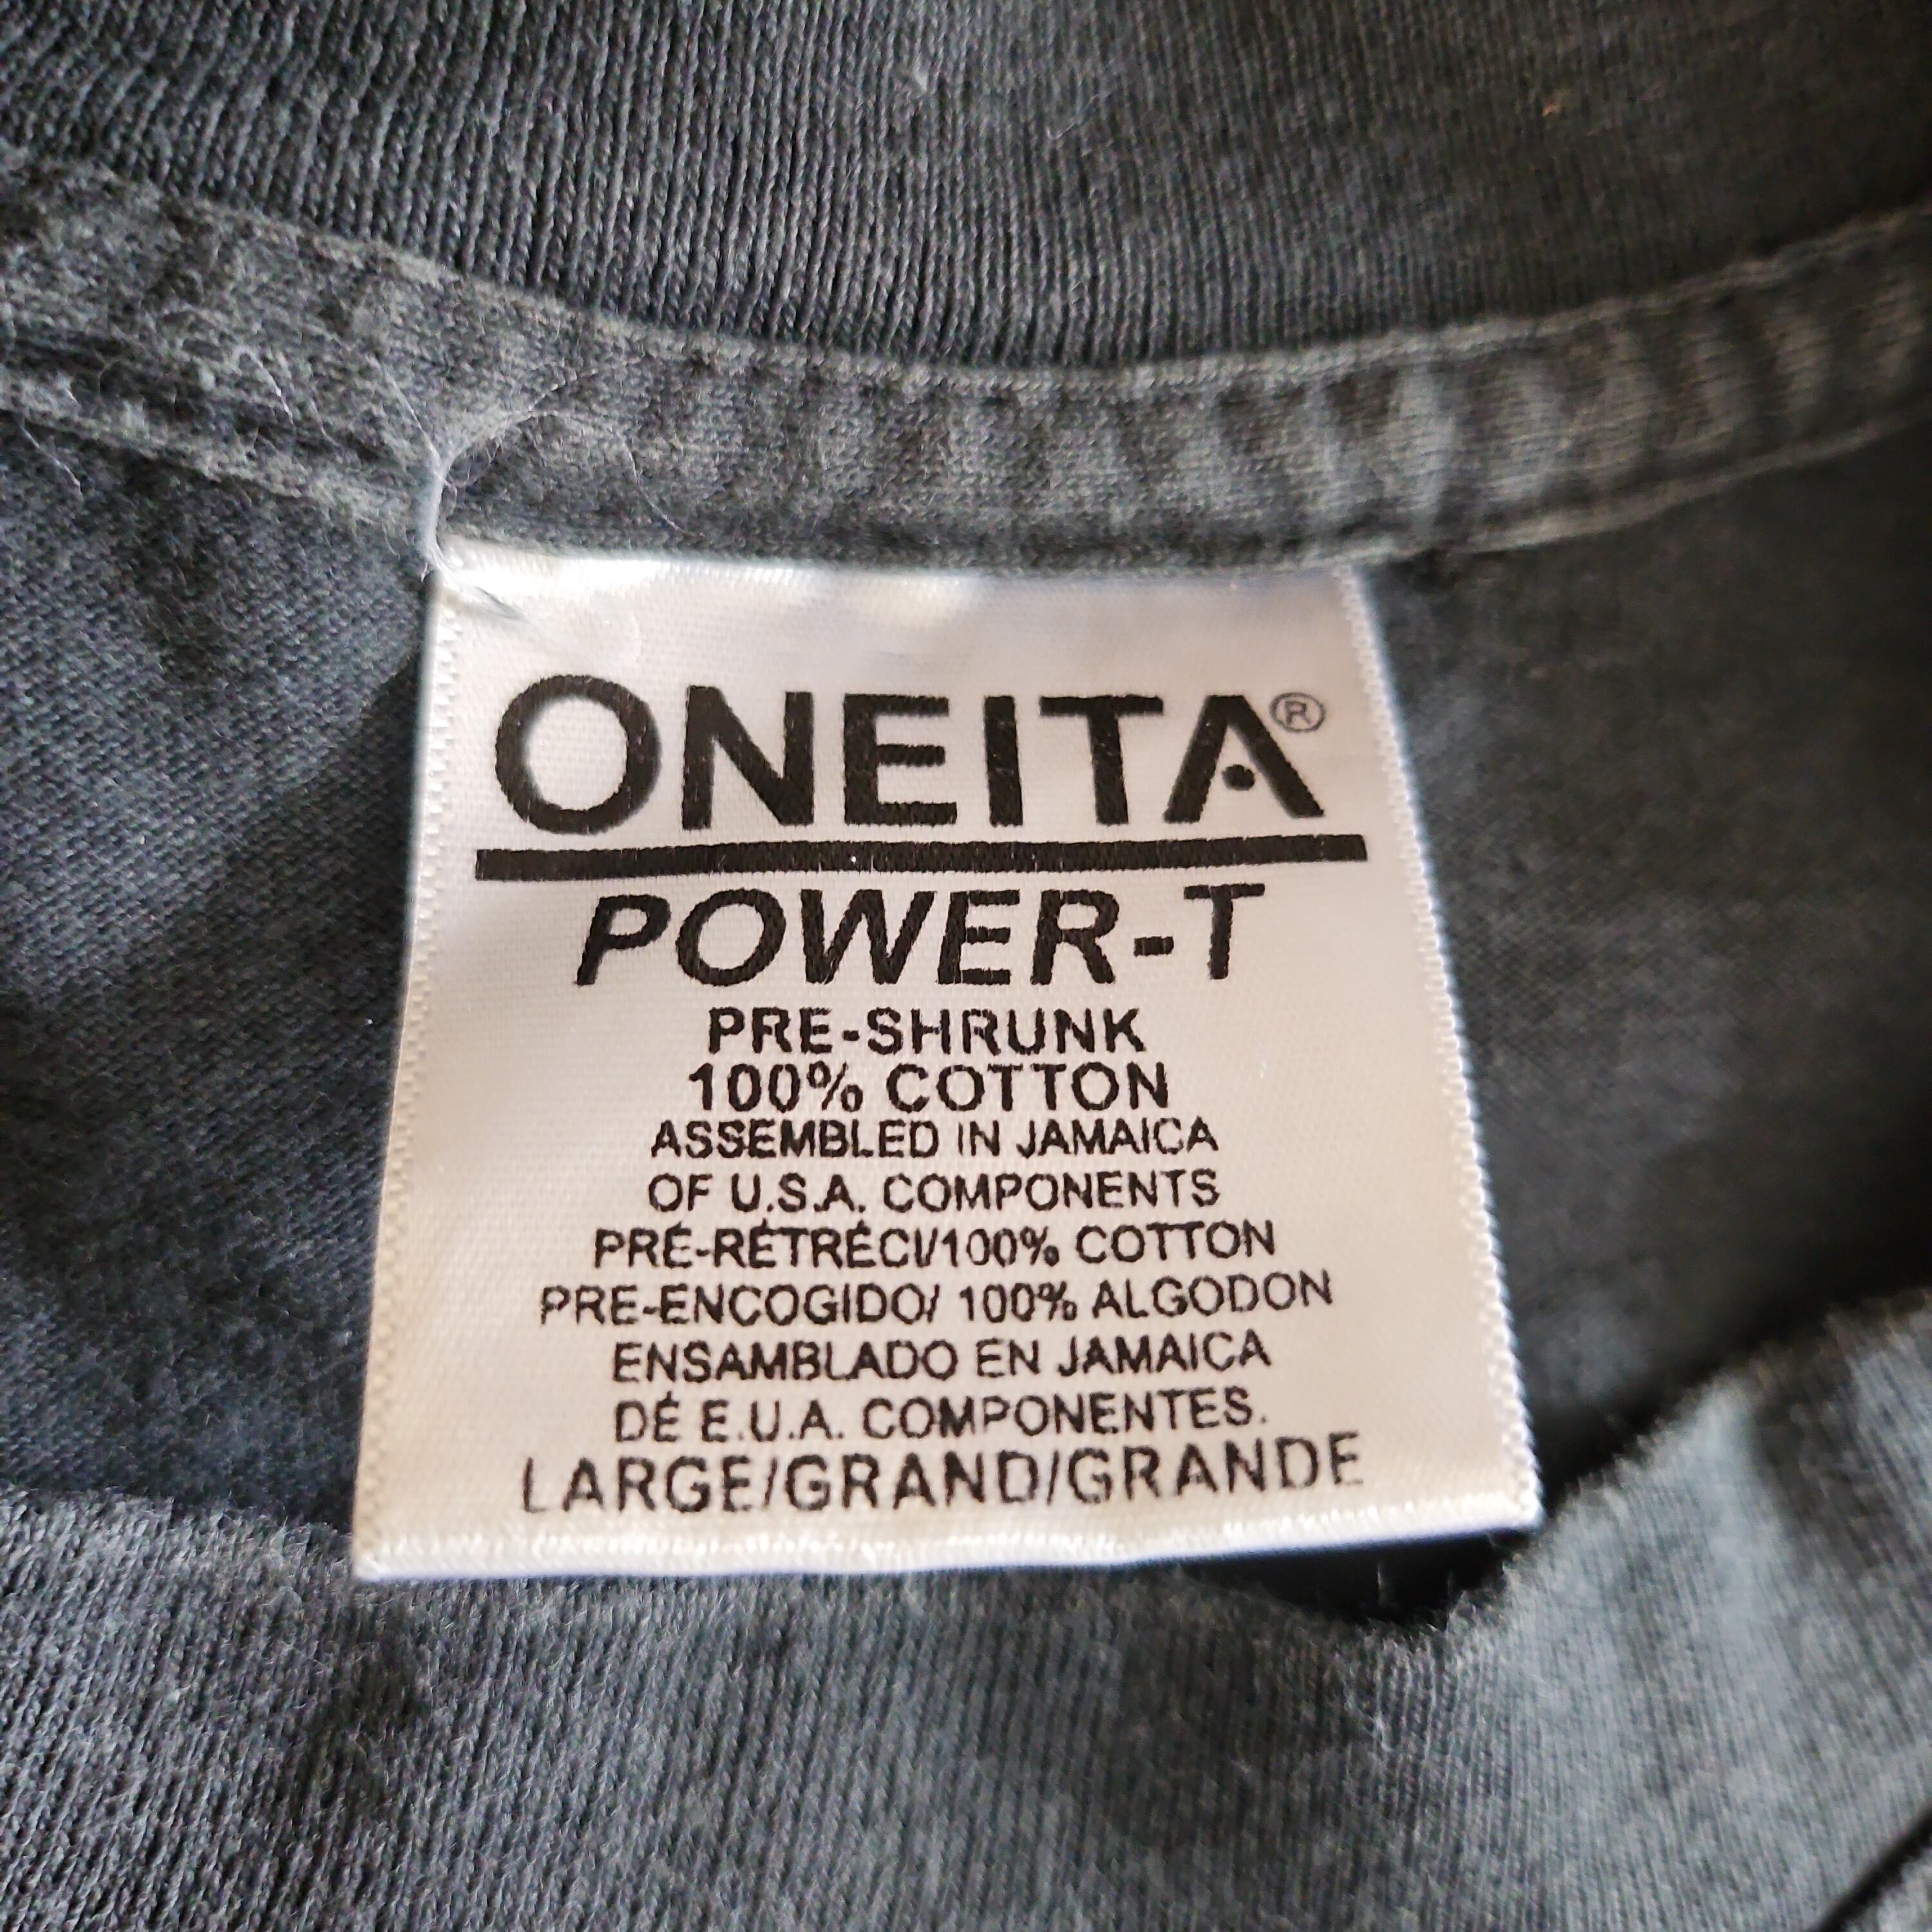 ONEITA®
POWER-T
PRE-SHRUNK
100% COTTON
ASSEMBLED IN JAMAICA
OF U.S.A. COMPONENTS
PRÉ-RÉTRÉCI/100% COTTON
PRE-ENCOGIDO/ 100% ALGODON
ENSAMBLADO EN JAMAICA
DÉ E.U.A. COMPONENTES.
LARGE/GRAND/GRANDE